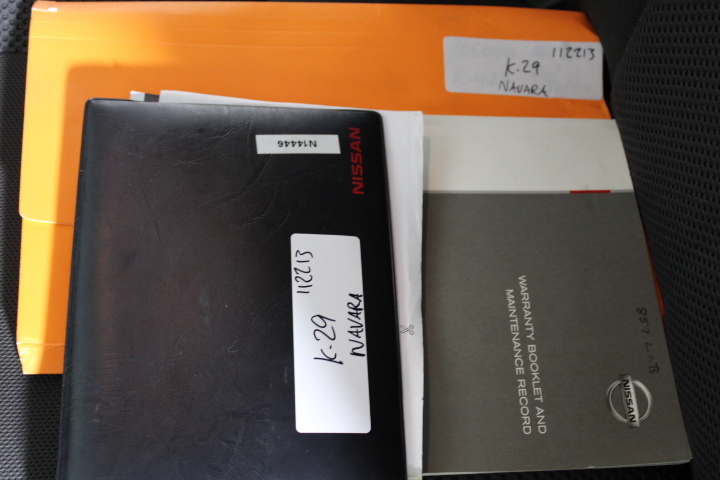 112213
K-29
NAVARA
N14446
NISSAN
112213
K-29
NAVARA
WARRANTY BOOKLET AND
MAINTENANCE RECORD
NISSAN